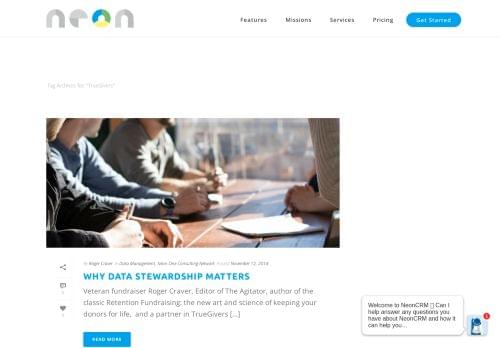 neon
Features
Missions
Services
Pricing
Get Started
Tag Archives for: "TrueGivers"
by Roger Craver in Data Management, Neon One Consulting Network Posted November 12, 2018
WHY DATA STEWARDSHIP MATTERS
Veteran fundraiser Roger Craver, Editor of The Agitator, author of the
classic Retention Fundraising: the new art and science of keeping your
donors for life, and a partner in TrueGivers [...]
READ MORE
Welcome to NeonCRM Can I
help answer any questions you
have about NeonCRM and how it
can help you...
1